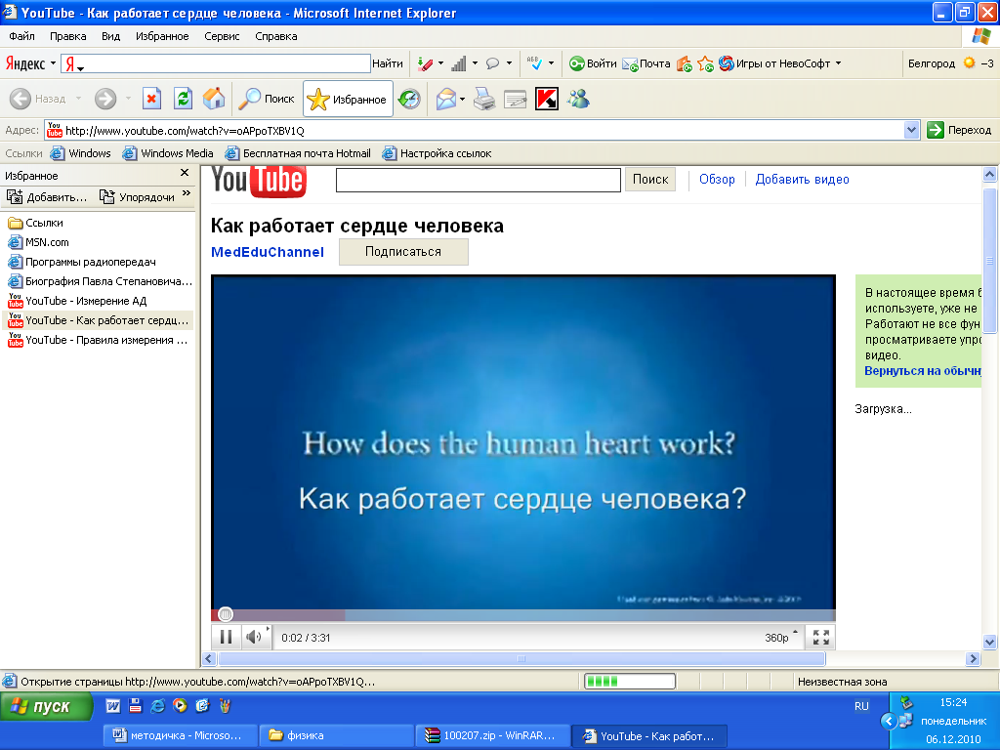 YouTube - Как работает сердце человека - Microsoft Internet Explorer
Файл Правка Вид Избранное Сервис Справка
Яндекс Я Найти ABC Войти Почта Игры от НевоСофт Белгород −3
Назад Поиск Избранное
Адрес: http://www.youtube.com/watch?v=oAPpoTXBV1Q Переход
Ссылки Windows Windows Media Бесплатная почта Hotmail Настройка ссылок
Избранное
Добавить... Упорядочи »
Ссылки
MSN.com
Программы радиопередач
Биография Павла Степановича...
YouTube - Измерение АД
YouTube - Как работает сердц...
YouTube - Правила измерения ...
YouTube Поиск Обзор Добавить видео
Как работает сердце человека
MedEduChannel Подписаться
How does the human heart work?
Как работает сердце человека?
0:02 / 3:31 360p
В настоящее время б
используете, уже не
Работают не все фун
просматриваете упро
видео.
Вернуться на обычн
Загрузка...
Открытие страницы http://www.youtube.com/watch?v=oAPpoTXBV1Q... Неизвестная зона
пуск RU 15:24
понедельник
06.12.2010
методичка - Microso... физика 100207.zip - WinRAR... YouTube - Как работ...